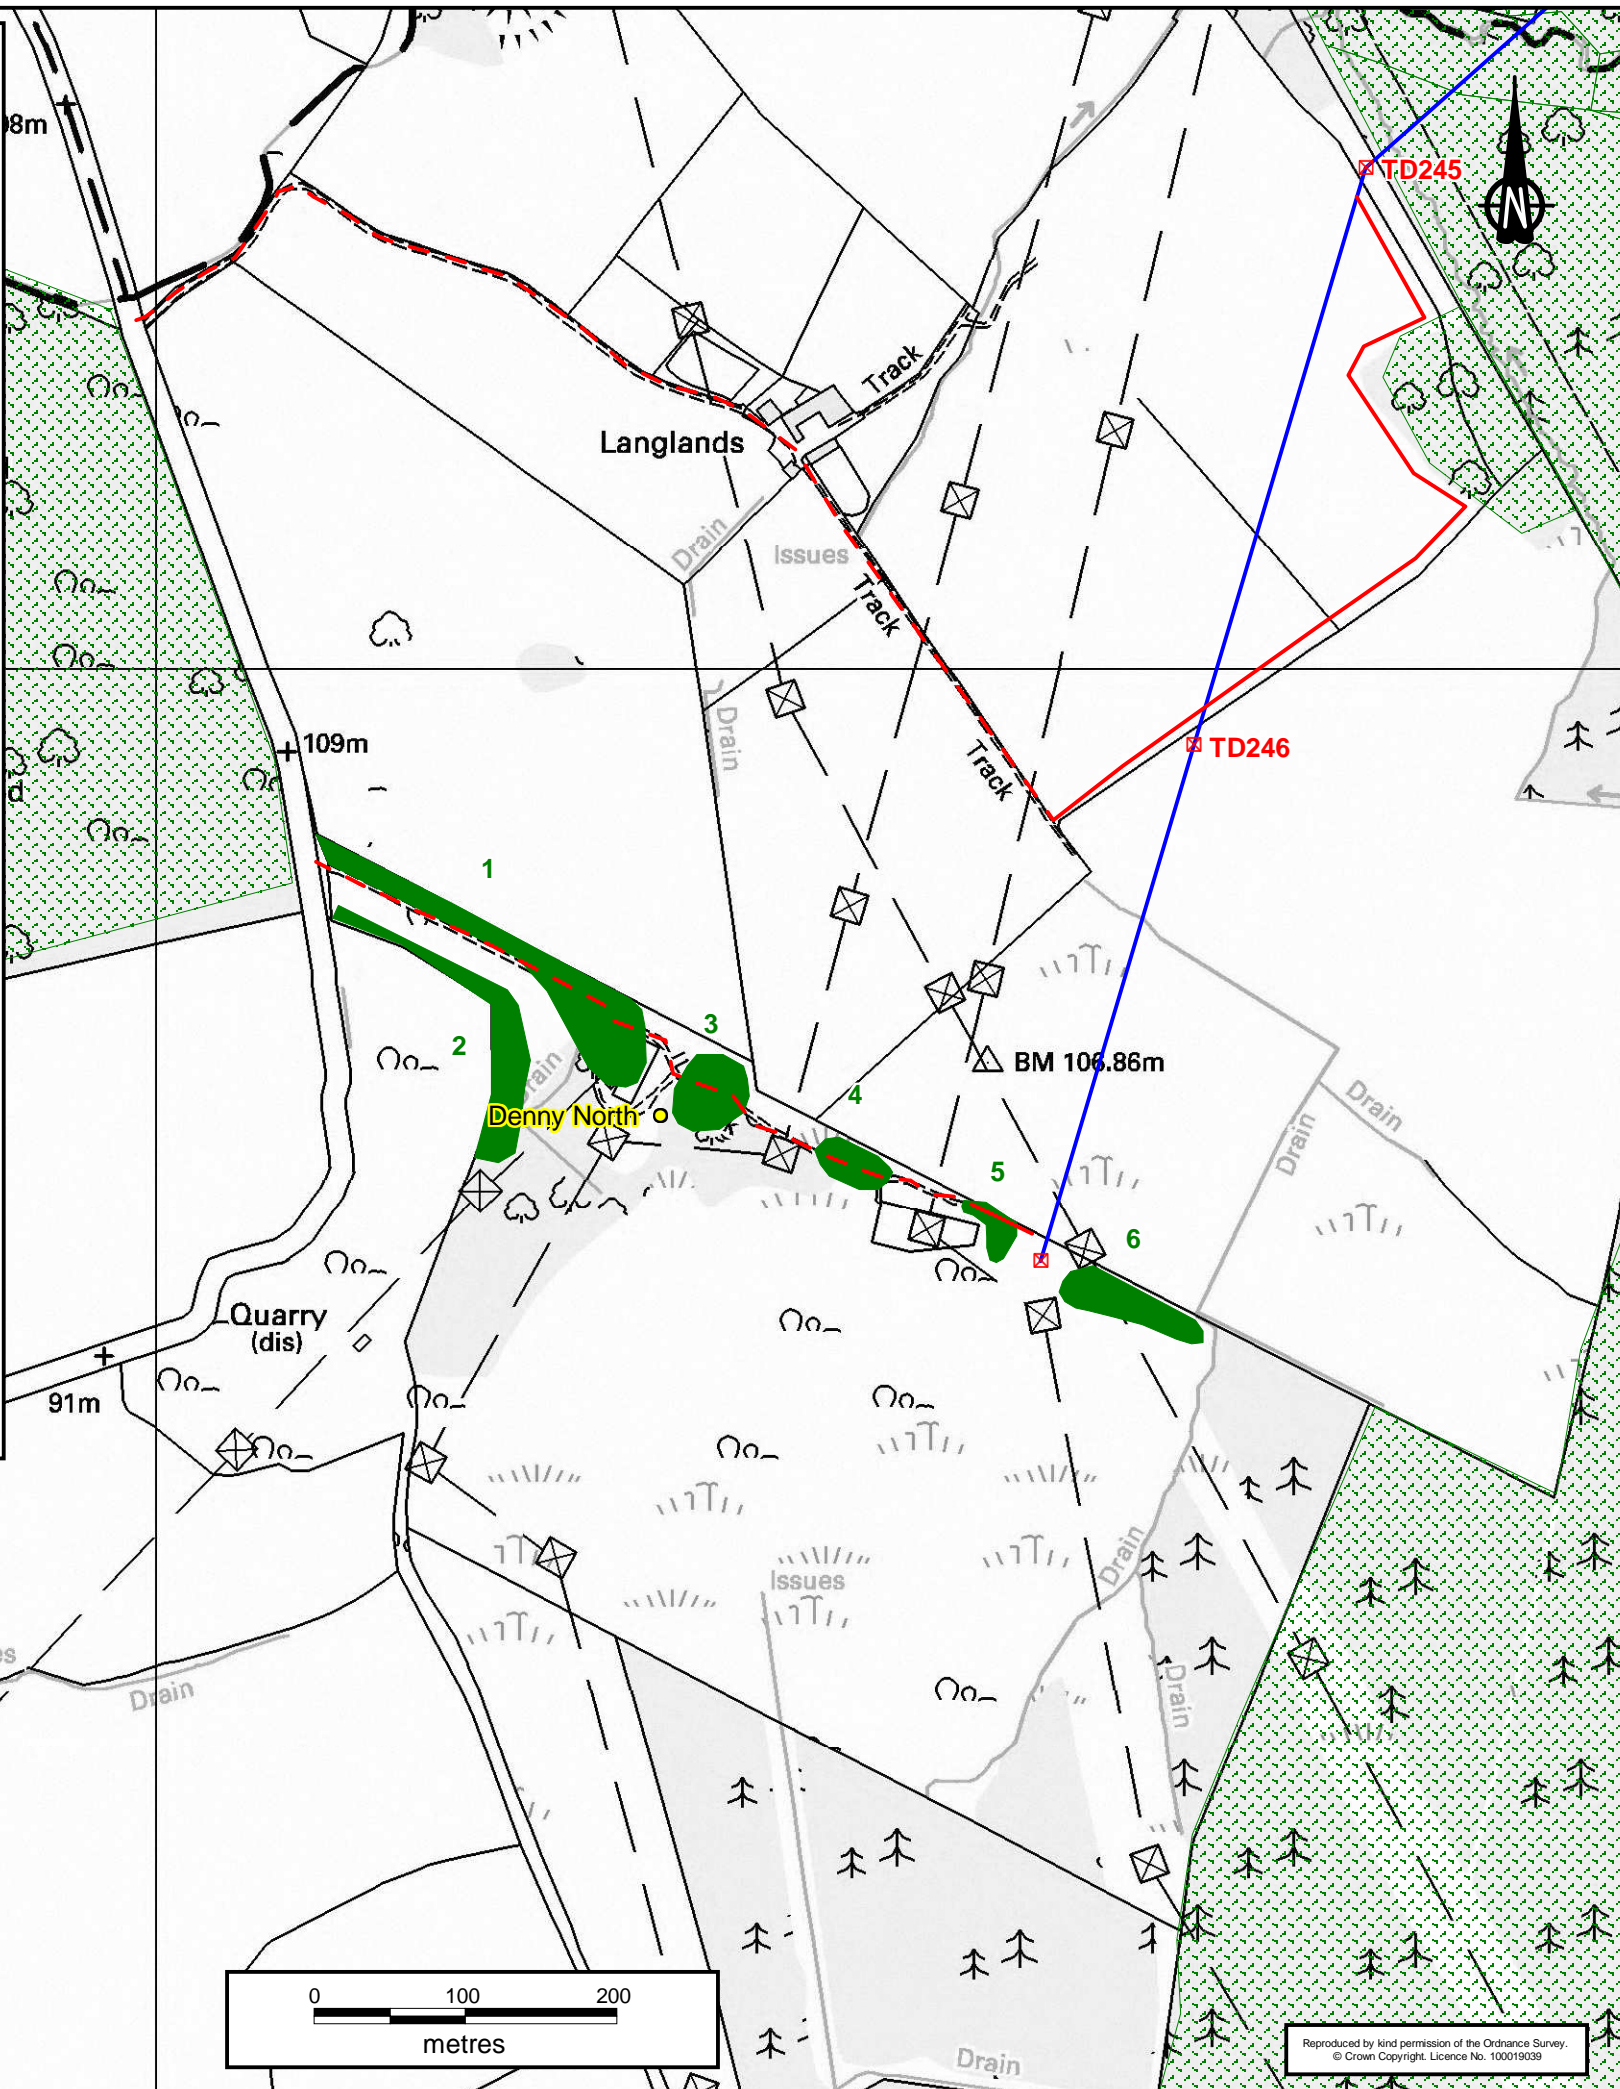 98m
TD245
N
Track
Langlands
Drain
Issues
Track
Drain
109m
TD246
Track
d
1
3
2
BM 106.86m
4
Drain
Drain
Denny North
Drain
5
6
Quarry
(dis)
91m
Drain
Issues
Drain
Drain
0 100 200
metres
Drain
Reproduced by kind permission of the Ordnance Survey.
© Crown Copyright. Licence No. 100019039